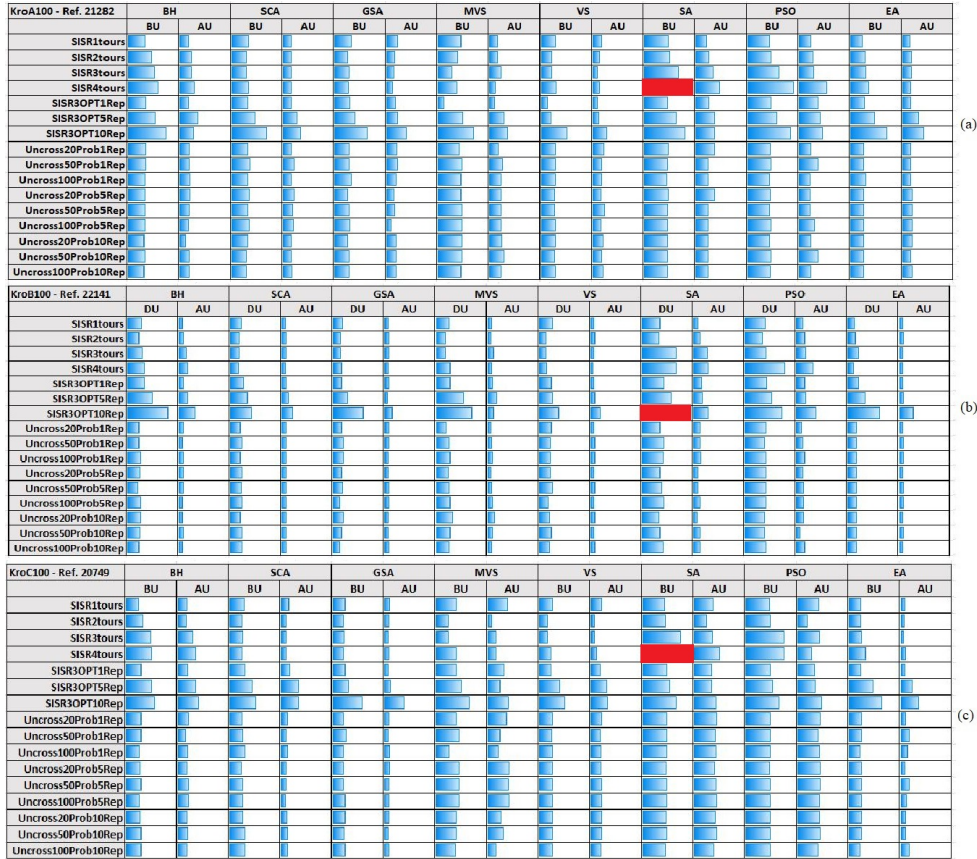 KroA100 - Ref. 21282 BH SCA GSA MVS VS SA PSO EA
BU AU BU AU BU AU BU AU BU AU BU AU BU AU BU AU
SISR1tours
SISR2tours
SISR3tours
SISR4tours
SISR3OPT1Rep
SISR3OPT5Rep
SISR3OPT10Rep
Uncross20Prob1Rep
Uncross50Prob1Rep
Uncross100Prob1Rep
Uncross20Prob5Rep
Uncross50Prob5Rep
Uncross100Prob5Rep
Uncross20Prob10Rep
Uncross50Prob10Rep
Uncross100Prob10Rep
(a)
KroB100 - Ref. 22141 BH SCA GSA MVS VS SA PSO EA
DU AU DU AU DU AU DU AU DU AU DU AU DU AU DU AU
SISR1tours
SISR2tours
SISR3tours
SISR4tours
SISR3OPT1Rep
SISR3OPT5Rep
SISR3OPT10Rep
Uncross20Prob1Rep
Uncross50Prob1Rep
Uncross100Prob1Rep
Uncross20Prob5Rep
Uncross50Prob5Rep
Uncross100Prob5Rep
Uncross20Prob10Rep
Uncross50Prob10Rep
Uncross100Prob10Rep
(b)
KroC100 - Ref. 20749 BH SCA GSA MVS VS SA PSO EA
BU AU BU AU BU AU BU AU BU AU BU AU BU AU BU AU
SISR1tours
SISR2tours
SISR3tours
SISR4tours
SISR3OPT1Rep
SISR3OPT5Rep
SISR3OPT10Rep
Uncross20Prob1Rep
Uncross50Prob1Rep
Uncross100Prob1Rep
Uncross20Prob5Rep
Uncross50Prob5Rep
Uncross100Prob5Rep
Uncross20Prob10Rep
Uncross50Prob10Rep
Uncross100Prob10Rep
(c)